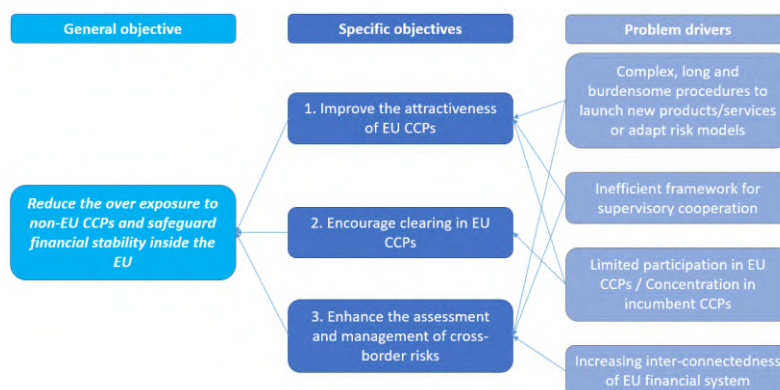 General objective
Specific objectives
Problem drivers
Complex, long and
burdensome procedures to
launch new products/services
or adapt risk models
1. Improve the attractiveness
of EU CCPs
Inefficient framework for
supervisory cooperation
Reduce the over exposure to
non-EU CCPs and safeguard
financial stability inside the
EU
2. Encourage clearing in EU
CCPs
Limited participation in EU
CCPs / Concentration in
incumbent CCPs
3. Enhance the assessment
and management of cross-
border risks
Increasing inter-connectedness
of EU financial system